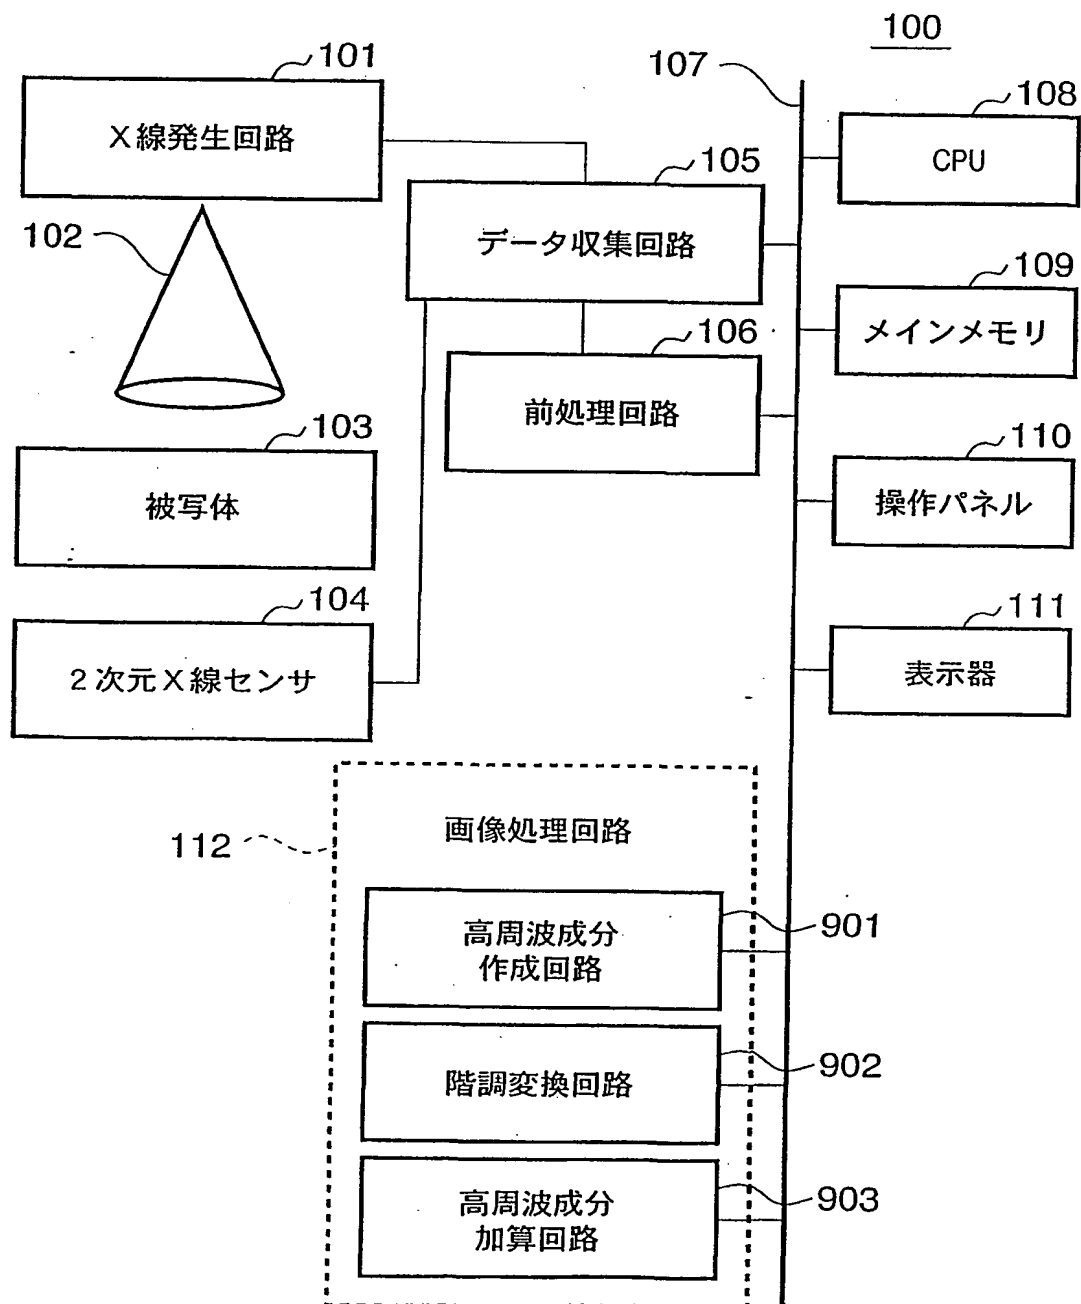 100
101
X線発生回路
102
103
被写体
104
2次元X線センサ
105
データ収集回路
106
前処理回路
107
108
CPU
109
メインメモリ
110
操作パネル
111
表示器
112
画像処理回路
高周波成分
作成回路
901
階調変換回路
902
高周波成分
加算回路
903